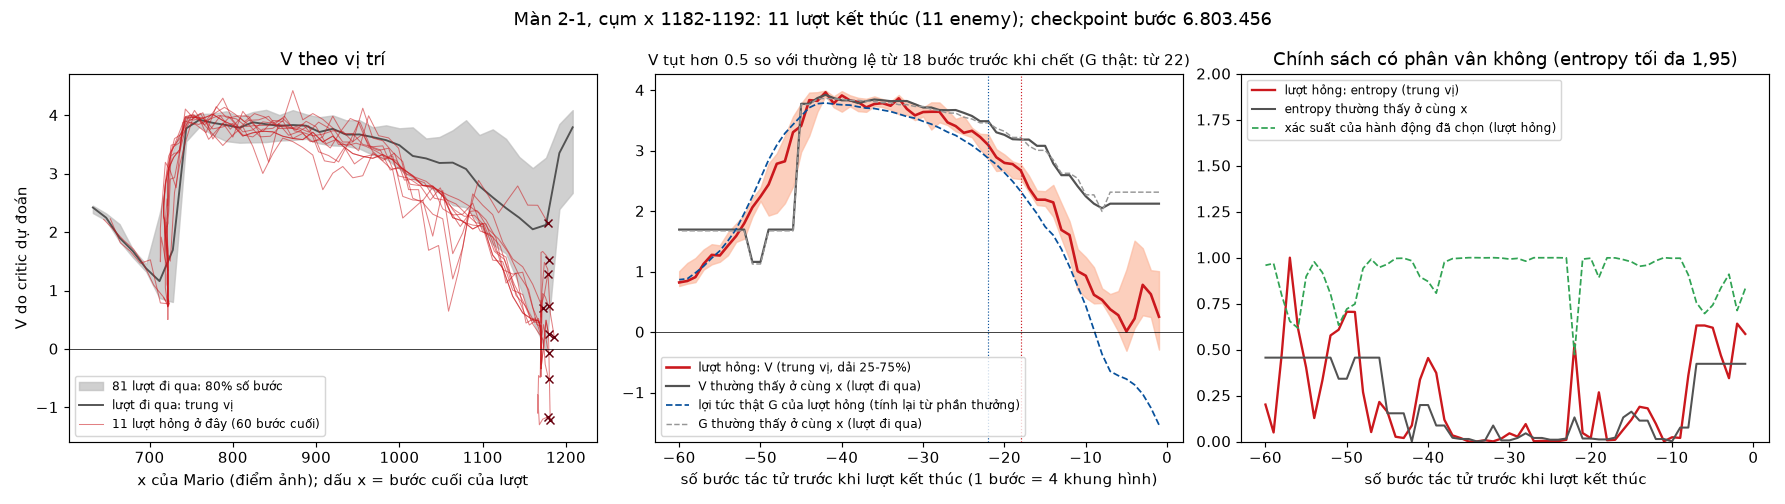 Màn 2-1, cụm x 1182-1192: 11 lượt kết thúc (11 enemy); checkpoint bước 6.803.456
V theo vị trí
V do critic dự đoán
4
3
2
1
0
−1
81 lượt đi qua: 80% số bước
lượt đi qua: trung vị
11 lượt hỏng ở đây (60 bước cuối)
700
800
900
1000
1100
1200
x của Mario (điểm ảnh); dấu x = bước cuối của lượt
V tụt hơn 0.5 so với thường lệ từ 18 bước trước khi chết (G thật: từ 22)
4
3
2
1
0
−1
lượt hỏng: V (trung vị, dải 25-75%)
V thường thấy ở cùng x (lượt đi qua)
lợi tức thật G của lượt hỏng (tính lại từ phần thưởng)
G thường thấy ở cùng x (lượt đi qua)
−60
−50
−40
−30
−20
−10
0
số bước tác tử trước khi lượt kết thúc (1 bước = 4 khung hình)
Chính sách có phân vân không (entropy tối đa 1,95)
2.00
1.75
1.50
1.25
1.00
0.75
0.50
0.25
0.00
lượt hỏng: entropy (trung vị)
entropy thường thấy ở cùng x
xác suất của hành động đã chọn (lượt hỏng)
−60
−50
−40
−30
−20
−10
0
số bước tác tử trước khi lượt kết thúc